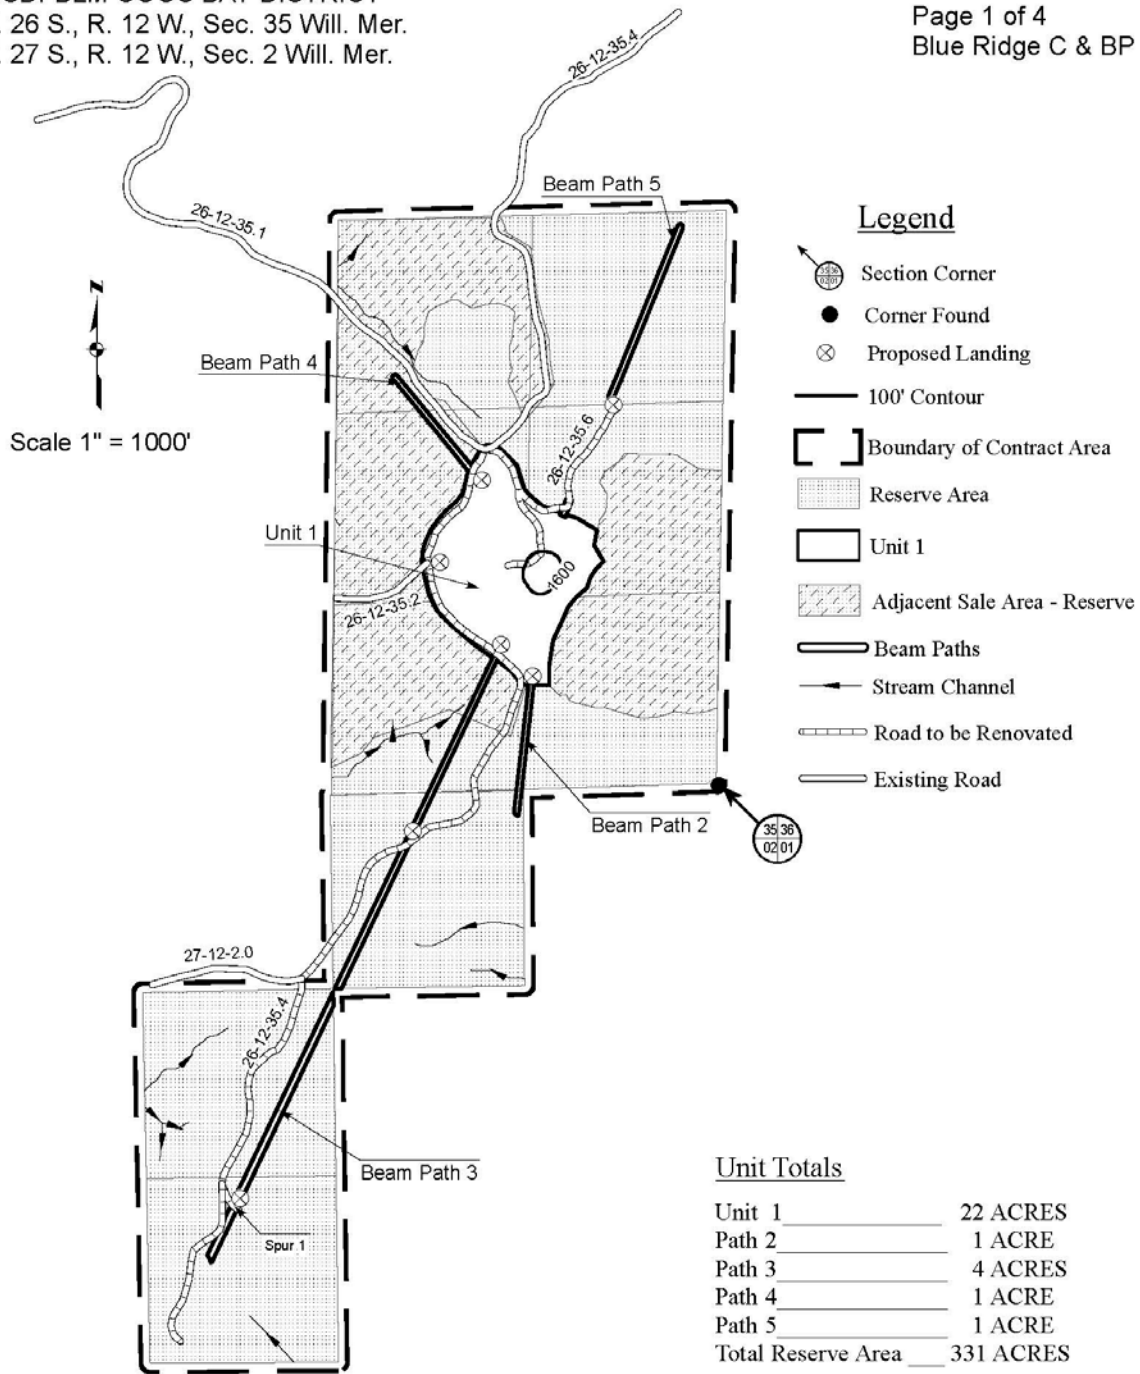 26 S., R. 12 W., Sec. 35 Will. Mer.
27 S., R. 12 W., Sec. 2 Will. Mer.
Page 1 of 4
Blue Ridge C & BP
26-12-35.4
Beam Path 5
26-12-35.1
Legend
35 36
02 01
Section Corner
Corner Found
Proposed Landing
100' Contour
Boundary of Contract Area
Reserve Area
Unit 1
Adjacent Sale Area - Reserve
Beam Paths
Stream Channel
Road to be Renovated
Existing Road
N
Scale 1" = 1000'
Beam Path 4
26-12-35.6
Unit 1
1600
26-12-35.2
Beam Path 2
35 36
02 01
27-12-2.0
26-12-35.4
Beam Path 3
Spur 1
Unit Totals
Unit 1 22 ACRES
Path 2 1 ACRE
Path 3 4 ACRES
Path 4 1 ACRE
Path 5 1 ACRE
Total Reserve Area 331 ACRES